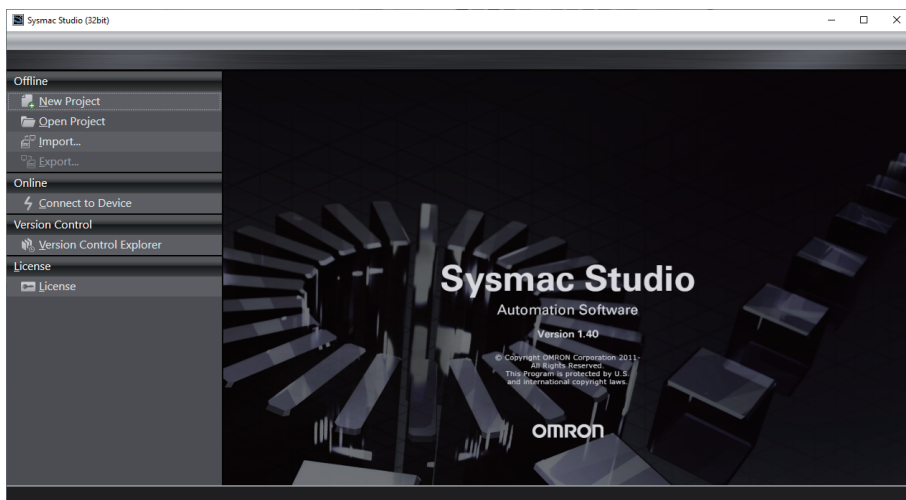 Sysmac Studio (32bit)
Offline
New Project
Open Project
Import...
Export...
Online
Connect to Device
Version Control
Version Control Explorer
License
License
Sysmac Studio
Automation Software
Version 1.40
© Copyright OMRON Corporation 2011-
All Rights Reserved.
This Program is protected by U.S.
and international copyright laws.
OMRON